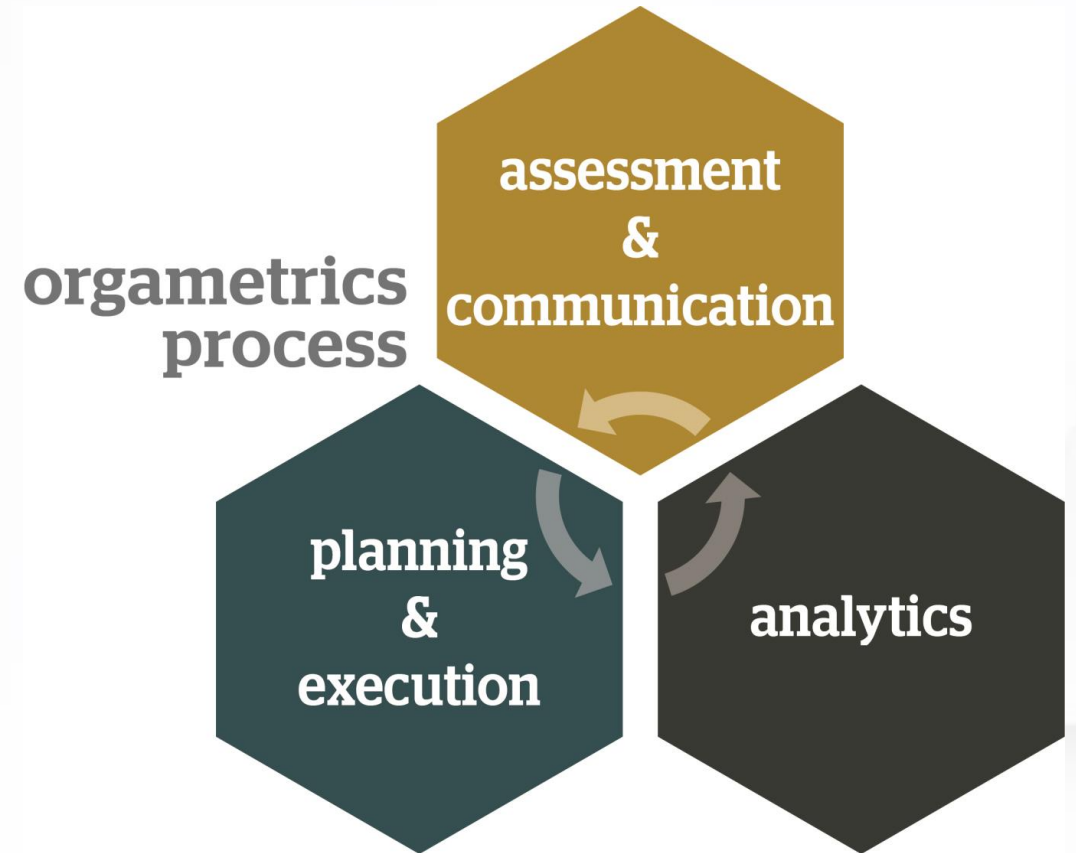 orgametrics
process
assessment
&
communication
planning
&
execution
analytics